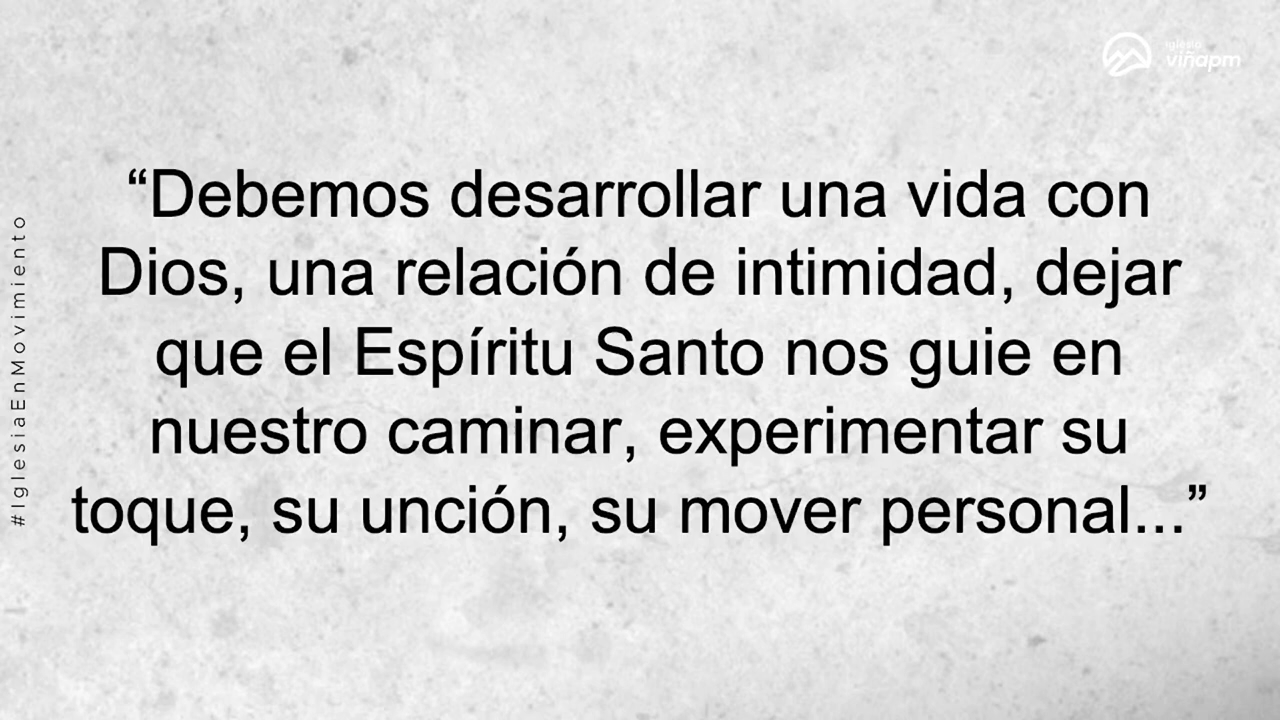 Iglesia
viñapm
“Debemos desarrollar una vida con
Dios, una relación de intimidad, dejar
que el Espíritu Santo nos guie en
nuestro caminar, experimentar su
toque, su unción, su mover personal...”
#IglesiaEnMovimiento